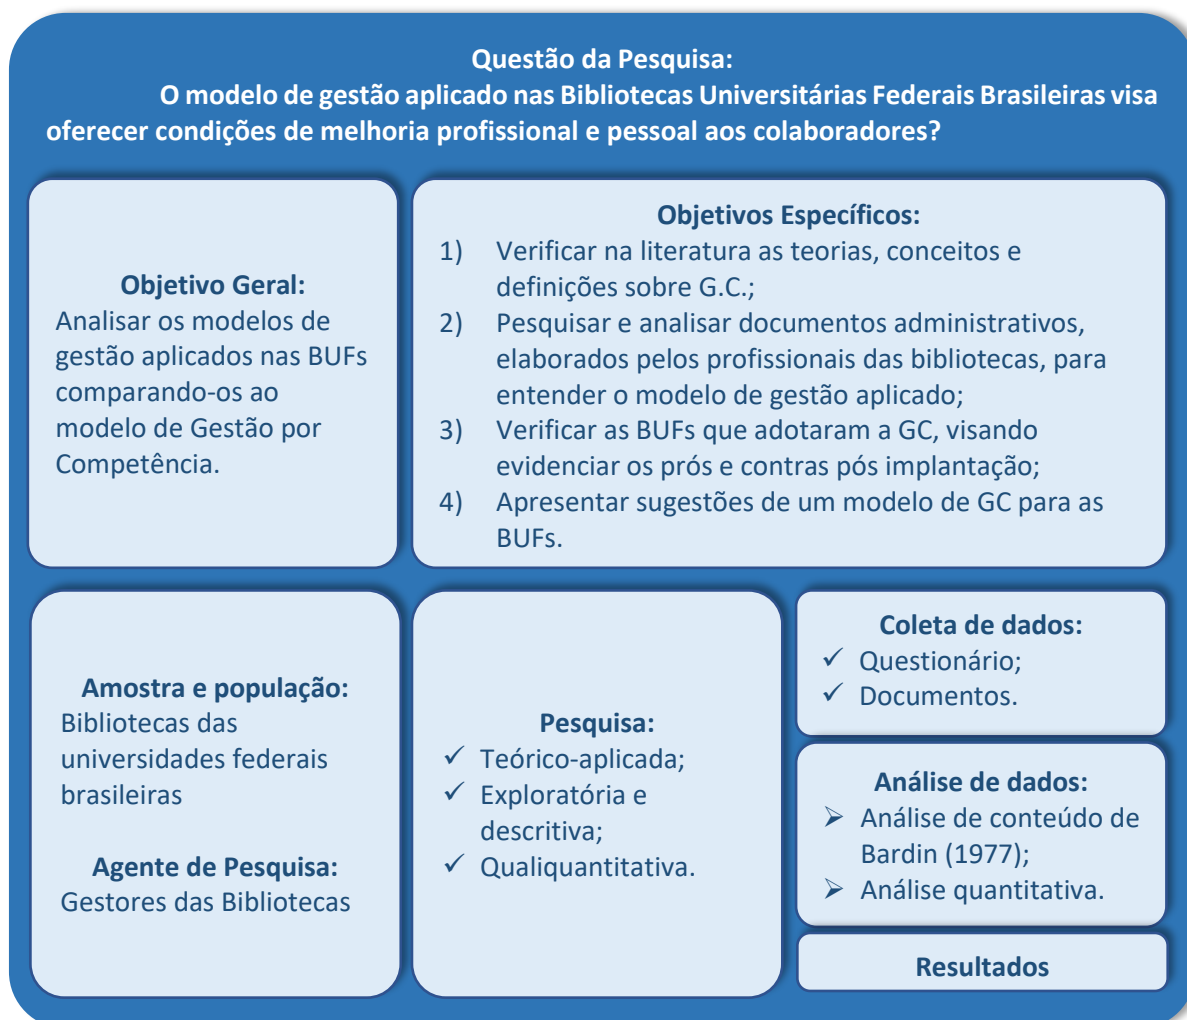 Questão da Pesquisa:
O modelo de gestão aplicado nas Bibliotecas Universitárias Federais Brasileiras visa
oferecer condições de melhoria profissional e pessoal aos colaboradores?
Objetivo Geral:
Analisar os modelos de
gestão aplicados nas BUFs
comparando-os ao
modelo de Gestão por
Competência.
Objetivos Específicos:
1) Verificar na literatura as teorias, conceitos e
definições sobre G.C.;
2) Pesquisar e analisar documentos administrativos,
elaborados pelos profissionais das bibliotecas, para
entender o modelo de gestão aplicado;
3) Verificar as BUFs que adotaram a GC, visando
evidenciar os prós e contras pós implantação;
4) Apresentar sugestões de um modelo de GC para as
BUFs.
Amostra e população:
Bibliotecas das
universidades federais
brasileiras
Agente de Pesquisa:
Gestores das Bibliotecas
Pesquisa:
✓ Teórico-aplicada;
✓ Exploratória e
descritiva;
✓ Qualiquantitativa.
Coleta de dados:
✓ Questionário;
✓ Documentos.
Análise de dados:
➢ Análise de conteúdo de
Bardin (1977);
➢ Análise quantitativa.
Resultados